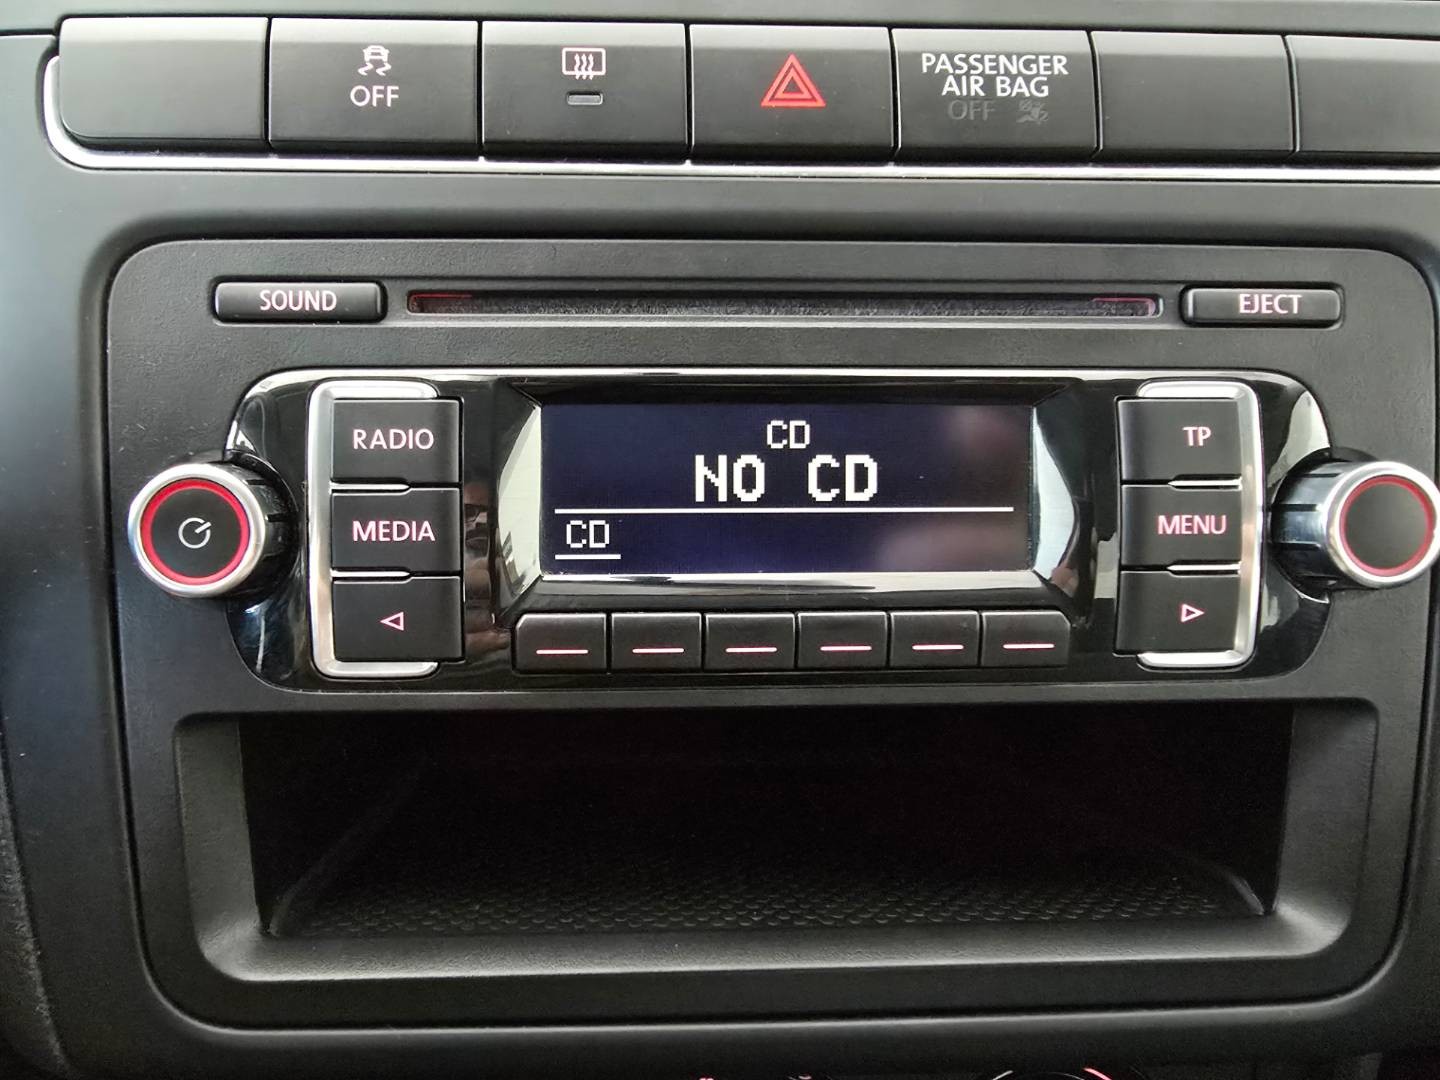 OFF
PASSENGER
AIR BAG
OFF
SOUND
EJECT
RADIO
CD
TP
NO CD
MEDIA
CD
MENU